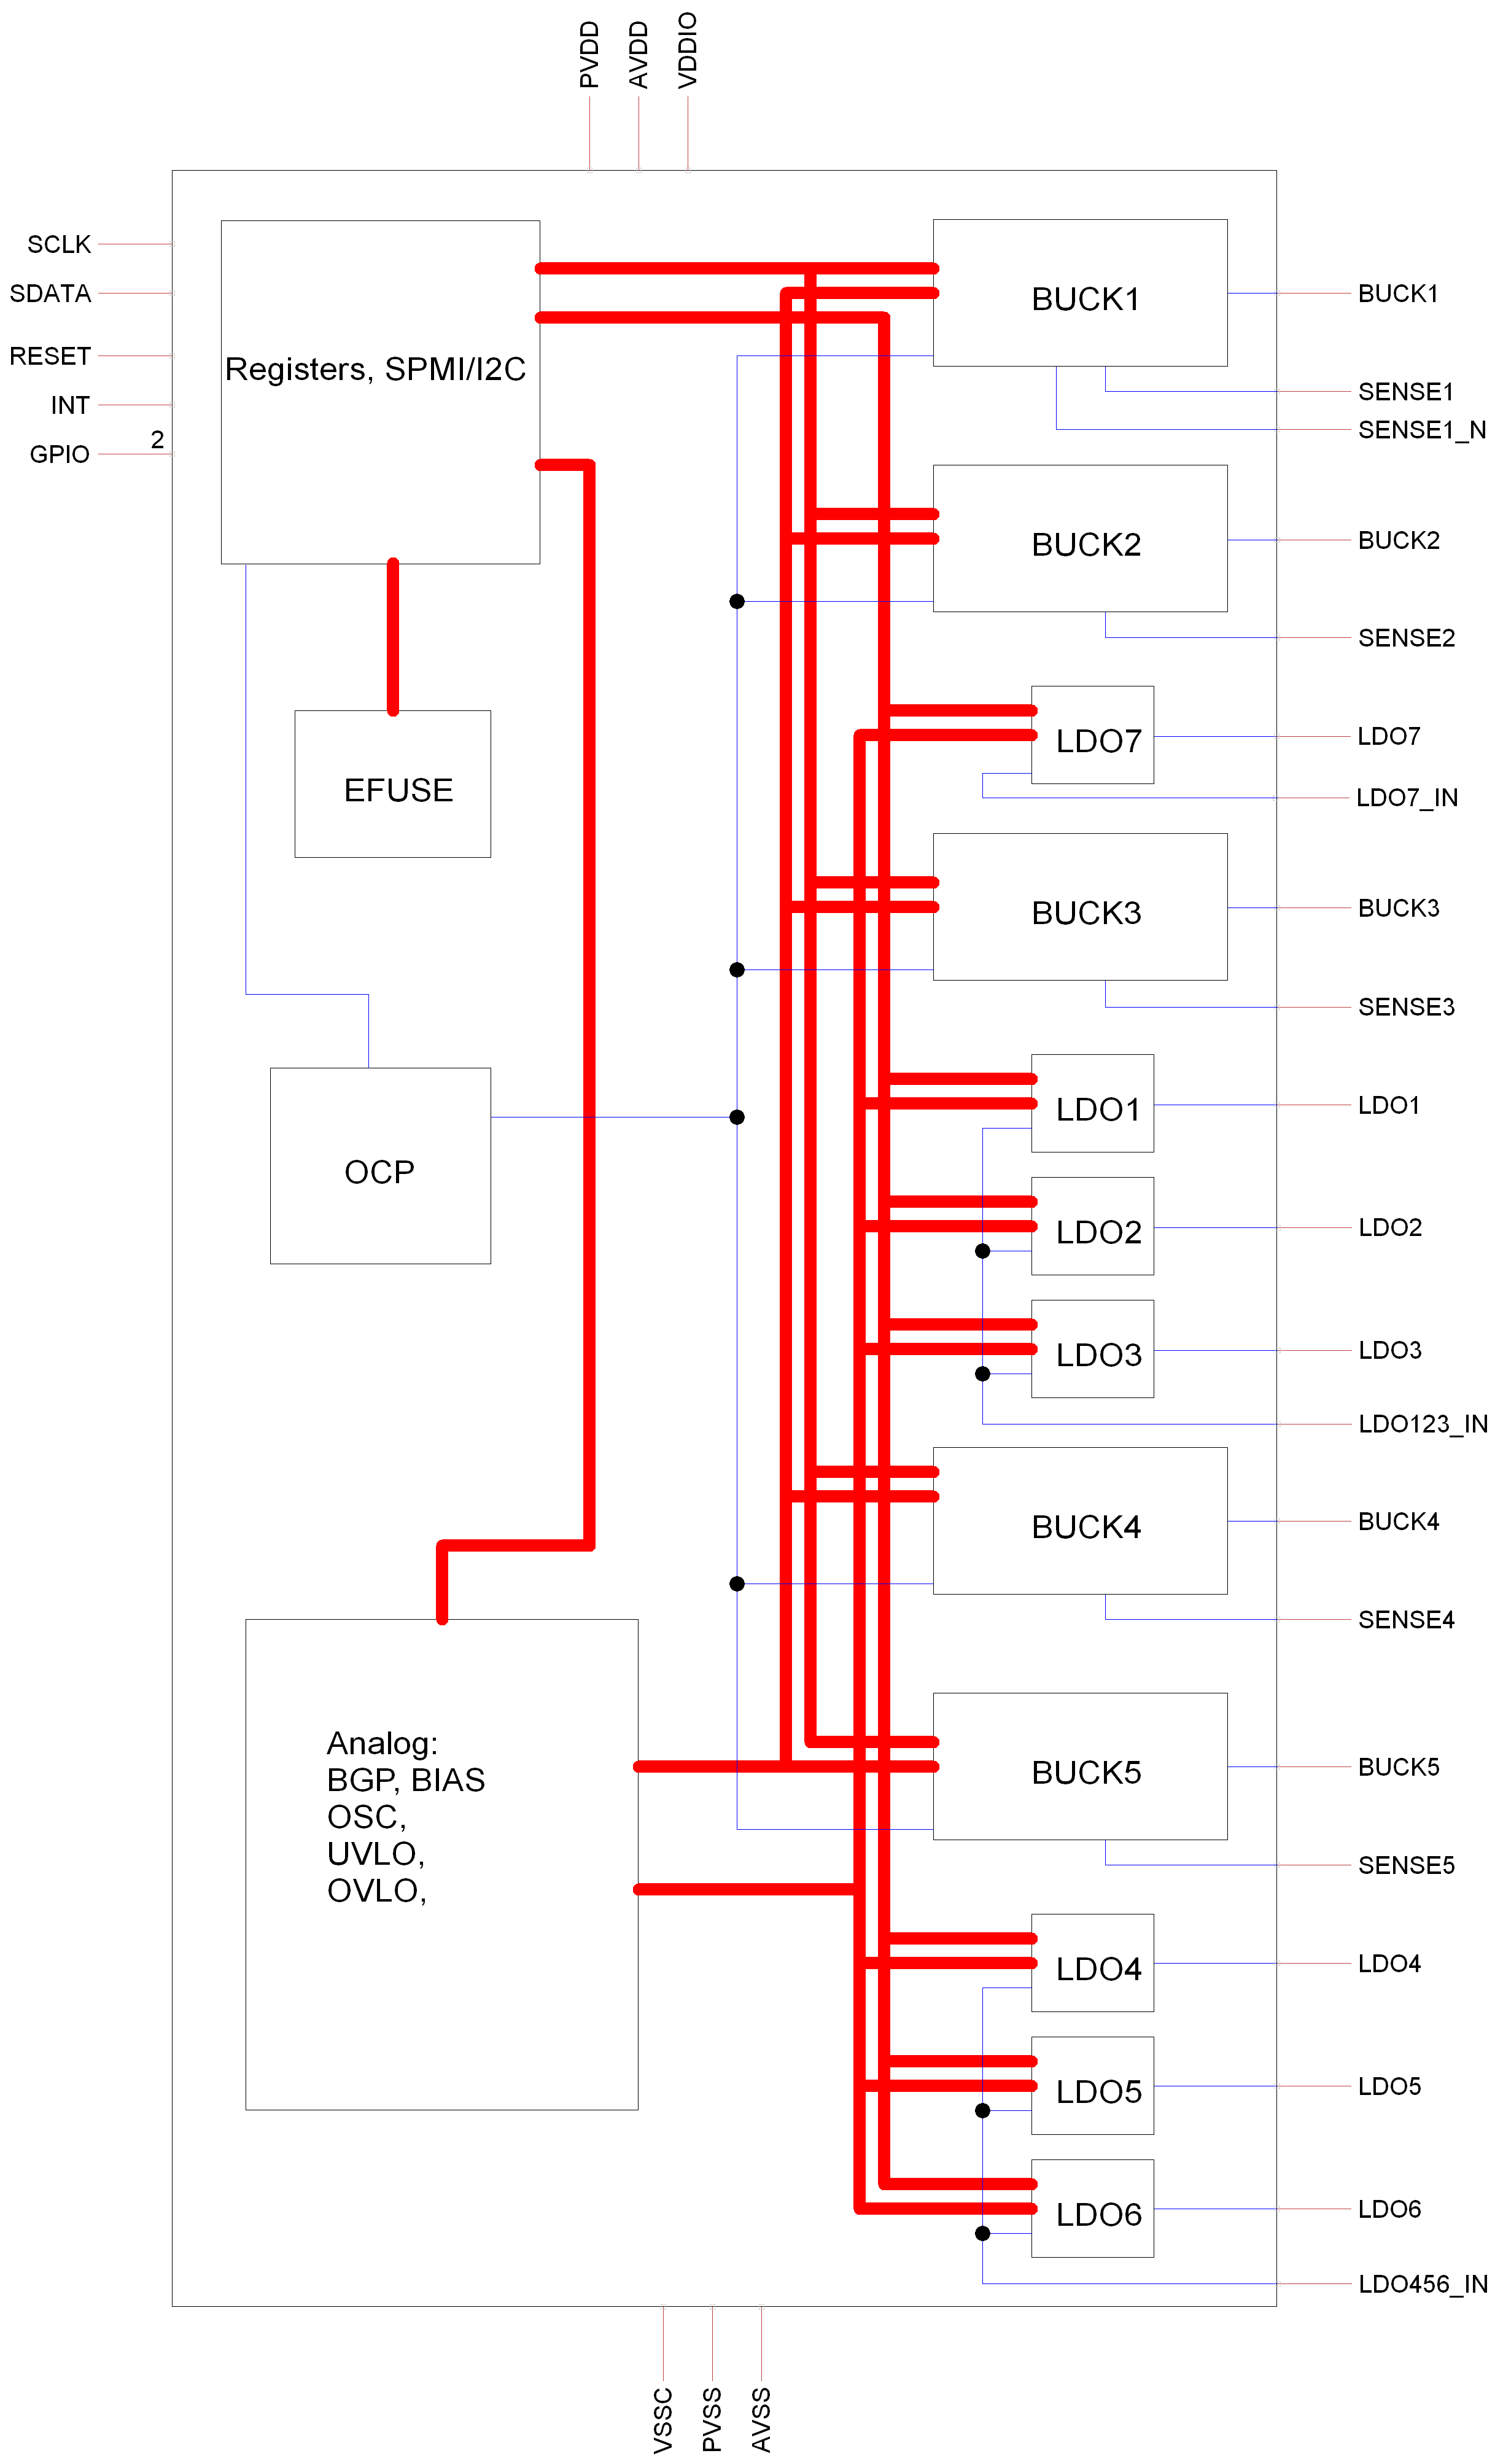 PVDD
AVDD
VDDIO
SCLK
SDATA
RESET
INT
GPIO
2
Registers, SPMI/I2C
EFUSE
OCP
Analog:
BGP, BIAS
OSC,
UVLO,
OVLO,
BUCK1
BUCK1
SENSE1
SENSE1_N
BUCK2
BUCK2
SENSE2
LDO7
LDO7
LDO7_IN
BUCK3
BUCK3
SENSE3
LDO1
LDO1
LDO2
LDO2
LDO3
LDO3
LDO123_IN
BUCK4
BUCK4
SENSE4
BUCK5
BUCK5
SENSE5
LDO4
LDO4
LDO5
LDO5
LDO6
LDO6
LDO456_IN
VSSC
PVSS
AVSS